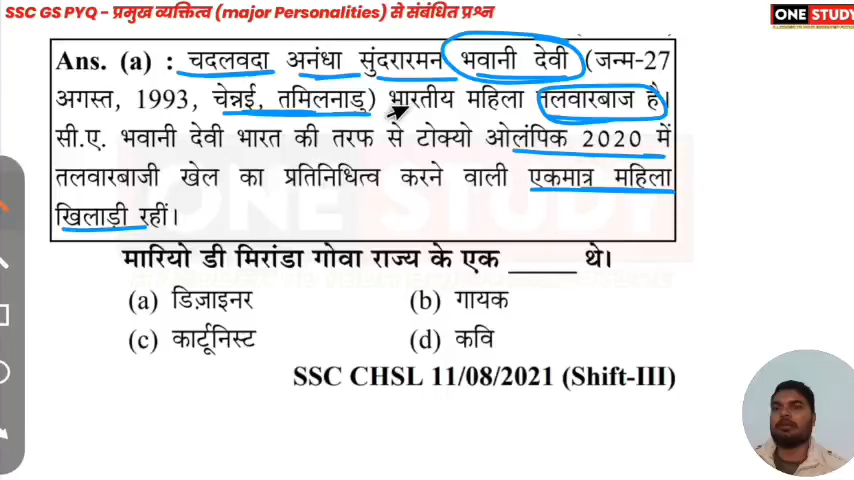 SSC GS PYQ - प्रमुख व्यक्तित्व (major Personalities) से संबंधित प्रश्न
ONE STUDY
Ans. (a) : चदलवदा अनंधा सुंदरारमन भवानी देवी (जन्म-27
अगस्त, 1993, चेन्नई, तमिलनाडु) भारतीय महिला तलवारबाज है।
सी.ए. भवानी देवी भारत की तरफ से टोक्यो ओलंपिक 2020 में
तलवारबाजी खेल का प्रतिनिधित्व करने वाली एकमात्र महिला
खिलाड़ी रहीं।
ONE STUDY
मारियो डी मिरांडा गोवा राज्य के एक _____ थे।
(a) डिज़ाइनर (b) गायक
(c) कार्टूनिस्ट (d) कवि
SSC CHSL 11/08/2021 (Shift-III)